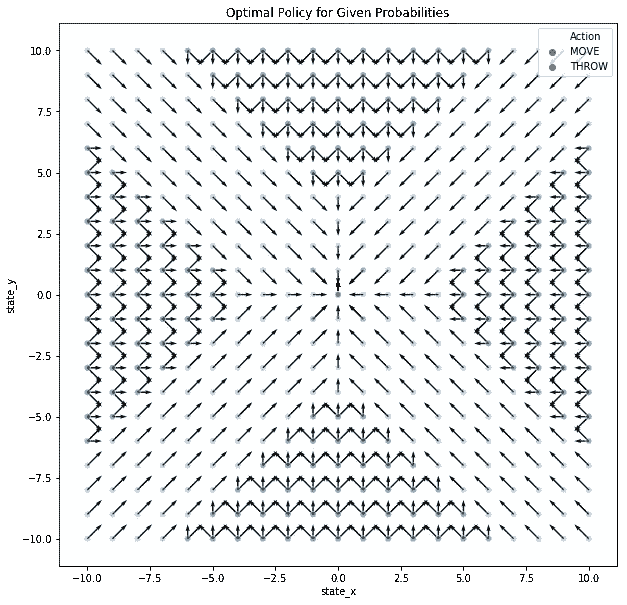 Optimal Policy for Given Probabilities
Action
MOVE
THROW
10.0
7.5
5.0
2.5
0.0
−2.5
−5.0
−7.5
−10.0
state_y
−10.0 −7.5 −5.0 −2.5 0.0 2.5 5.0 7.5 10.0
state_x